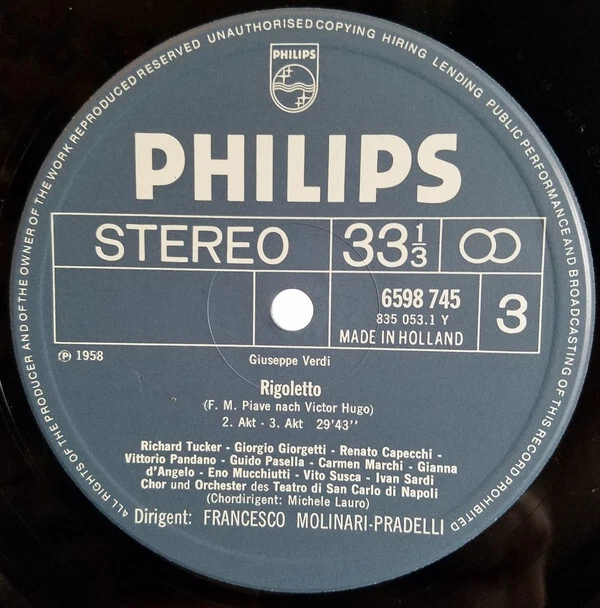 ALL RIGHTS OF THE PRODUCER AND OF THE OWNER OF THE WORK REPRODUCED RESERVED UNAUTHORISED COPYING HIRING LENDING PUBLIC PERFORMANCE AND BROADCASTING OF THIS RECORD PROHIBITED
PHILIPS
PHILIPS
STEREO 33⅓
6598 745
835 053.1 Y
MADE IN HOLLAND
3
℗ 1958
Giuseppe Verdi
Rigoletto
(F. M. Piave nach Victor Hugo)
2. Akt - 3. Akt 29'43''
Richard Tucker - Giorgio Giorgetti - Renato Capecchi -
Vittorio Pandano - Guido Pasella - Carmen Marchi - Gianna
d'Angelo - Eno Mucchiutti - Vito Susca - Ivan Sardi
Chor und Orchester des Teatro di San Carlo di Napoli
(Chordirigent: Michele Lauro)
Dirigent: FRANCESCO MOLINARI-PRADELLI